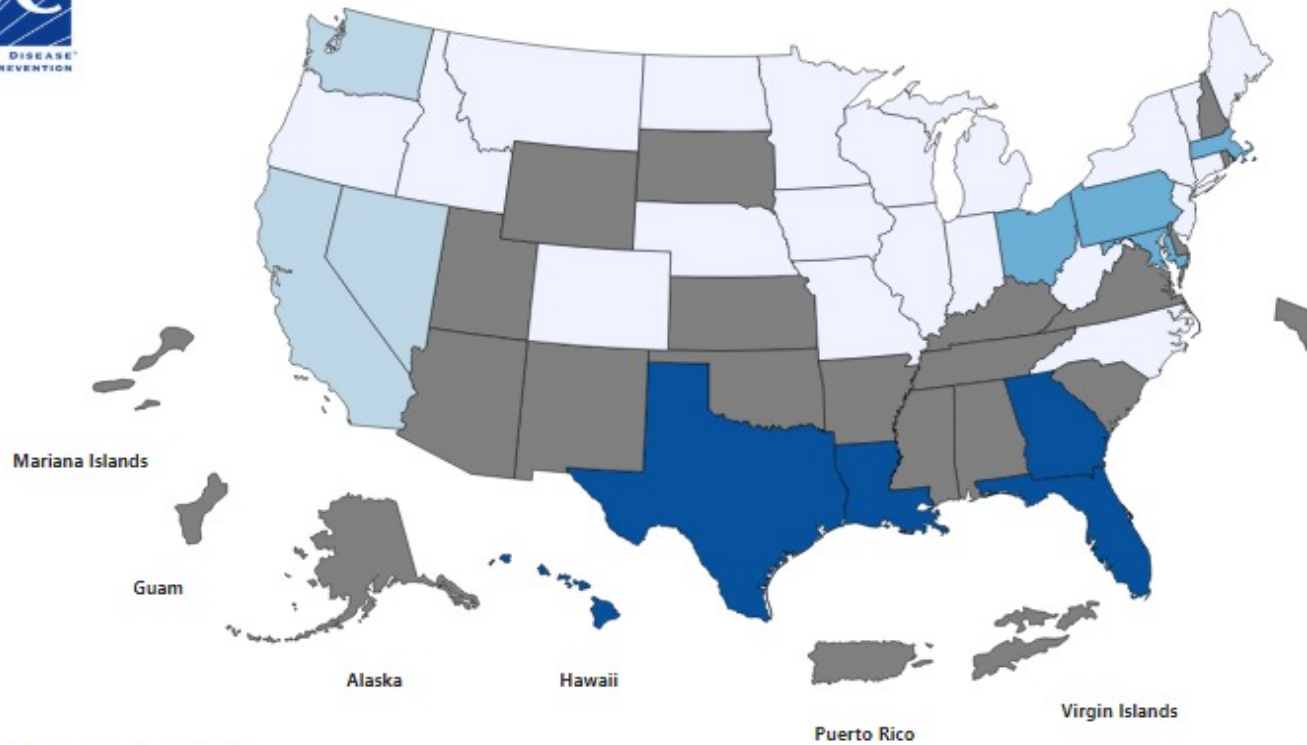 DISEASE
REVENTION
Mariana Islands
Guam
Alaska
Hawaii
Puerto Rico
Virgin Islands